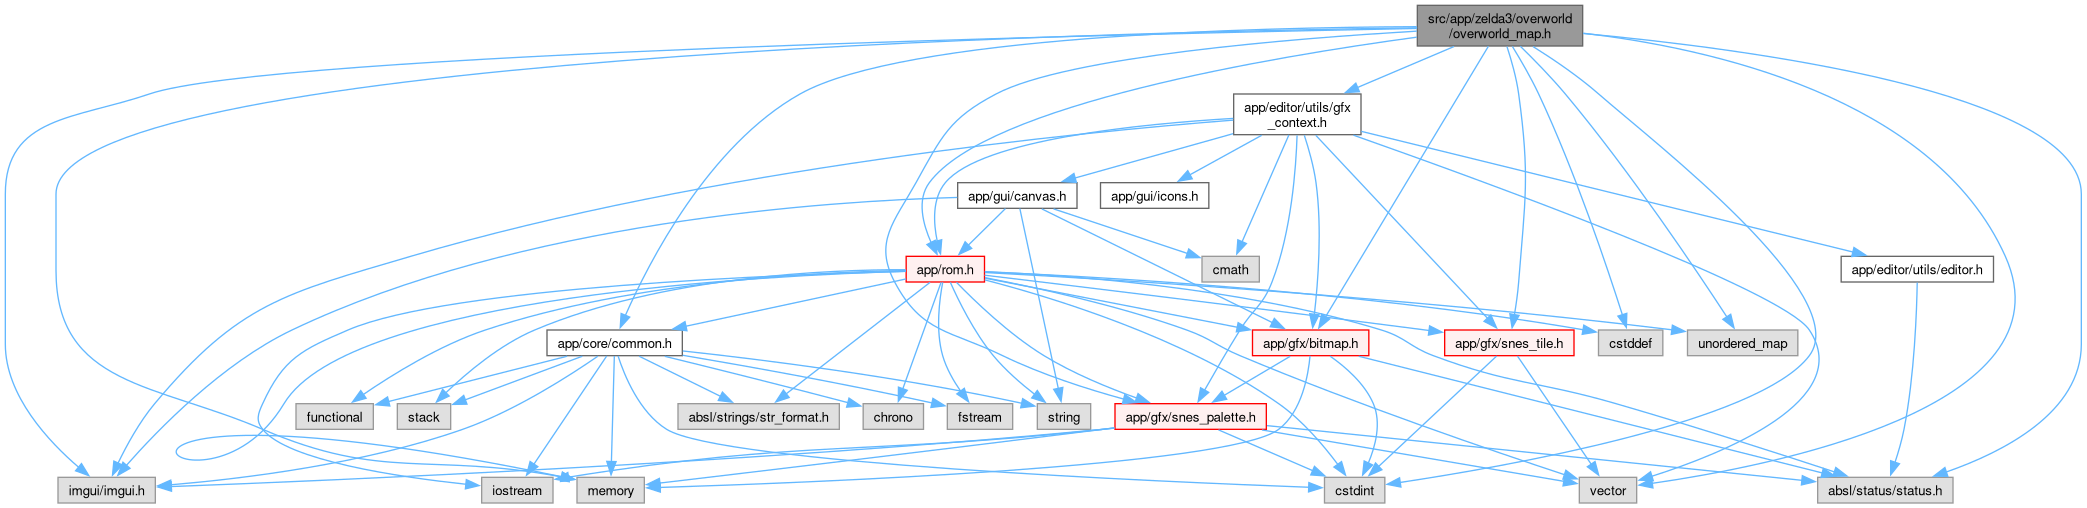 src/app/zelda3/overworld
/overworld_map.h
app/editor/utils/gfx
_context.h
app/gui/canvas.h
app/gui/icons.h
app/rom.h
cmath
app/editor/utils/editor.h
app/core/common.h
app/gfx/bitmap.h
app/gfx/snes_tile.h
cstddef
unordered_map
functional
stack
absl/strings/str_format.h
chrono
fstream
string
app/gfx/snes_palette.h
imgui/imgui.h
iostream
memory
cstdint
vector
absl/status/status.h